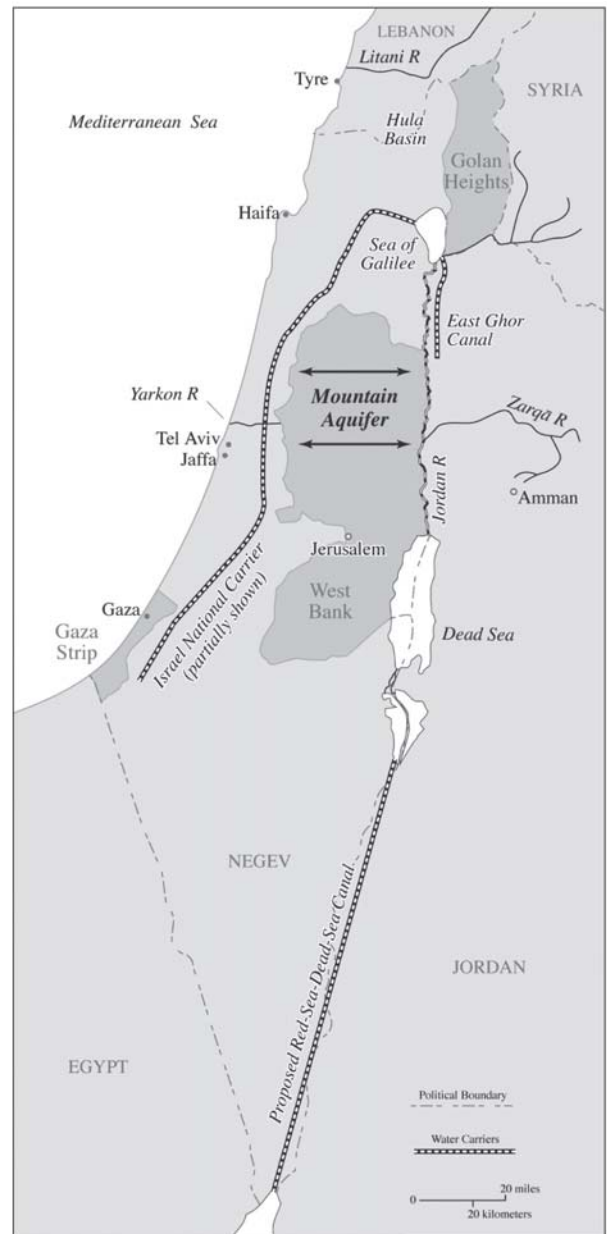 LEBANON
Litani R
Tyre
SYRIA
Mediterranean Sea
Hula
Basin
Golan
Heights
Haifa
Sea of
Galilee
East Ghor
Canal
Yarkon R
Mountain
Aquifer
Zarqā R
Tel Aviv
Jaffa
Jordan R
Amman
Jerusalem
West
Bank
Gaza
Gaza
Strip
Israel National Carrier
(partially shown)
Dead Sea
NEGEV
Proposed Red-Sea-Dead-Sea Canal
JORDAN
EGYPT
Political Boundary
Water Carriers
20 miles
0
20 kilometers